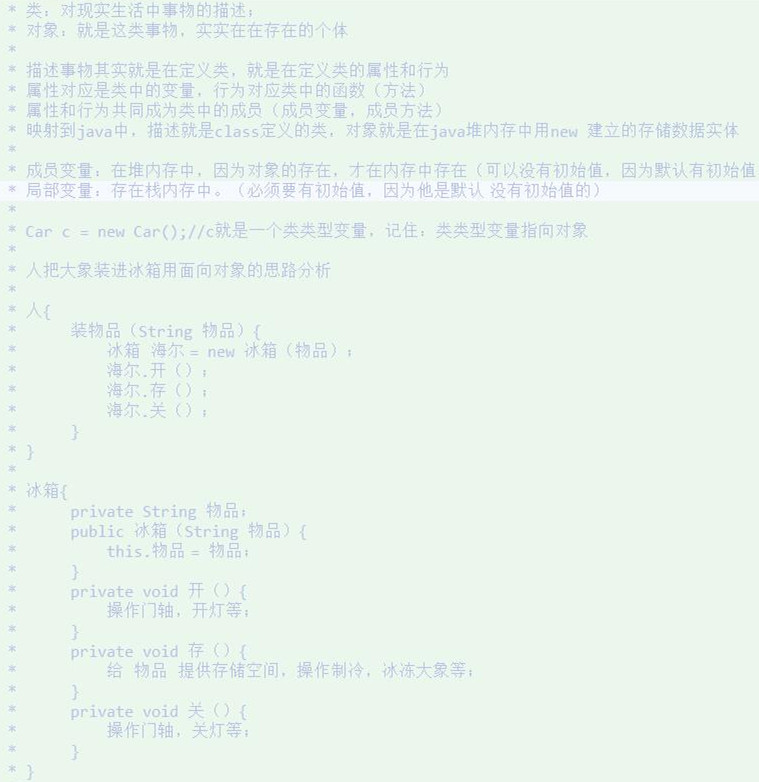 * 类：对现实生活中事物的描述；
* 对象：就是这类事物，实实在在存在的个体
*
* 描述事物其实就是在定义类，就是在定义类的属性和行为
* 属性对应是类中的变量，行为对应类中的函数（方法）
* 属性和行为共同成为类中的成员（成员变量，成员方法）
* 映射到java中，描述就是class定义的类，对象就是在java堆内存中用new 建立的存储数据实体
*
* 成员变量：在堆内存中，因为对象的存在，才在内存中存在（可以没有初始值，因为默认有初始值
* 局部变量：存在栈内存中。（必须要有初始值，因为他是默认 没有初始值的）
*
* Car c = new Car();//c就是一个类类型变量，记住：类类型变量指向对象
*
* 人把大象装进冰箱用面向对象的思路分析
*
* 人{
*      装物品（String 物品）{
*          冰箱 海尔 = new 冰箱（物品）；
*          海尔.开（）；
*          海尔.存（）；
*          海尔.关（）；
*      }
* }
*
* 冰箱{
*      private String 物品；
*      public 冰箱（String 物品）{
*          this.物品 = 物品；
*      }
*      private void 开（）{
*          操作门轴，开灯等；
*      }
*      private void 存（）{
*          给 物品 提供存储空间，操作制冷，冰冻大象等；
*      }
*      private void 关（）{
*          操作门轴，关灯等；
*      }
* }